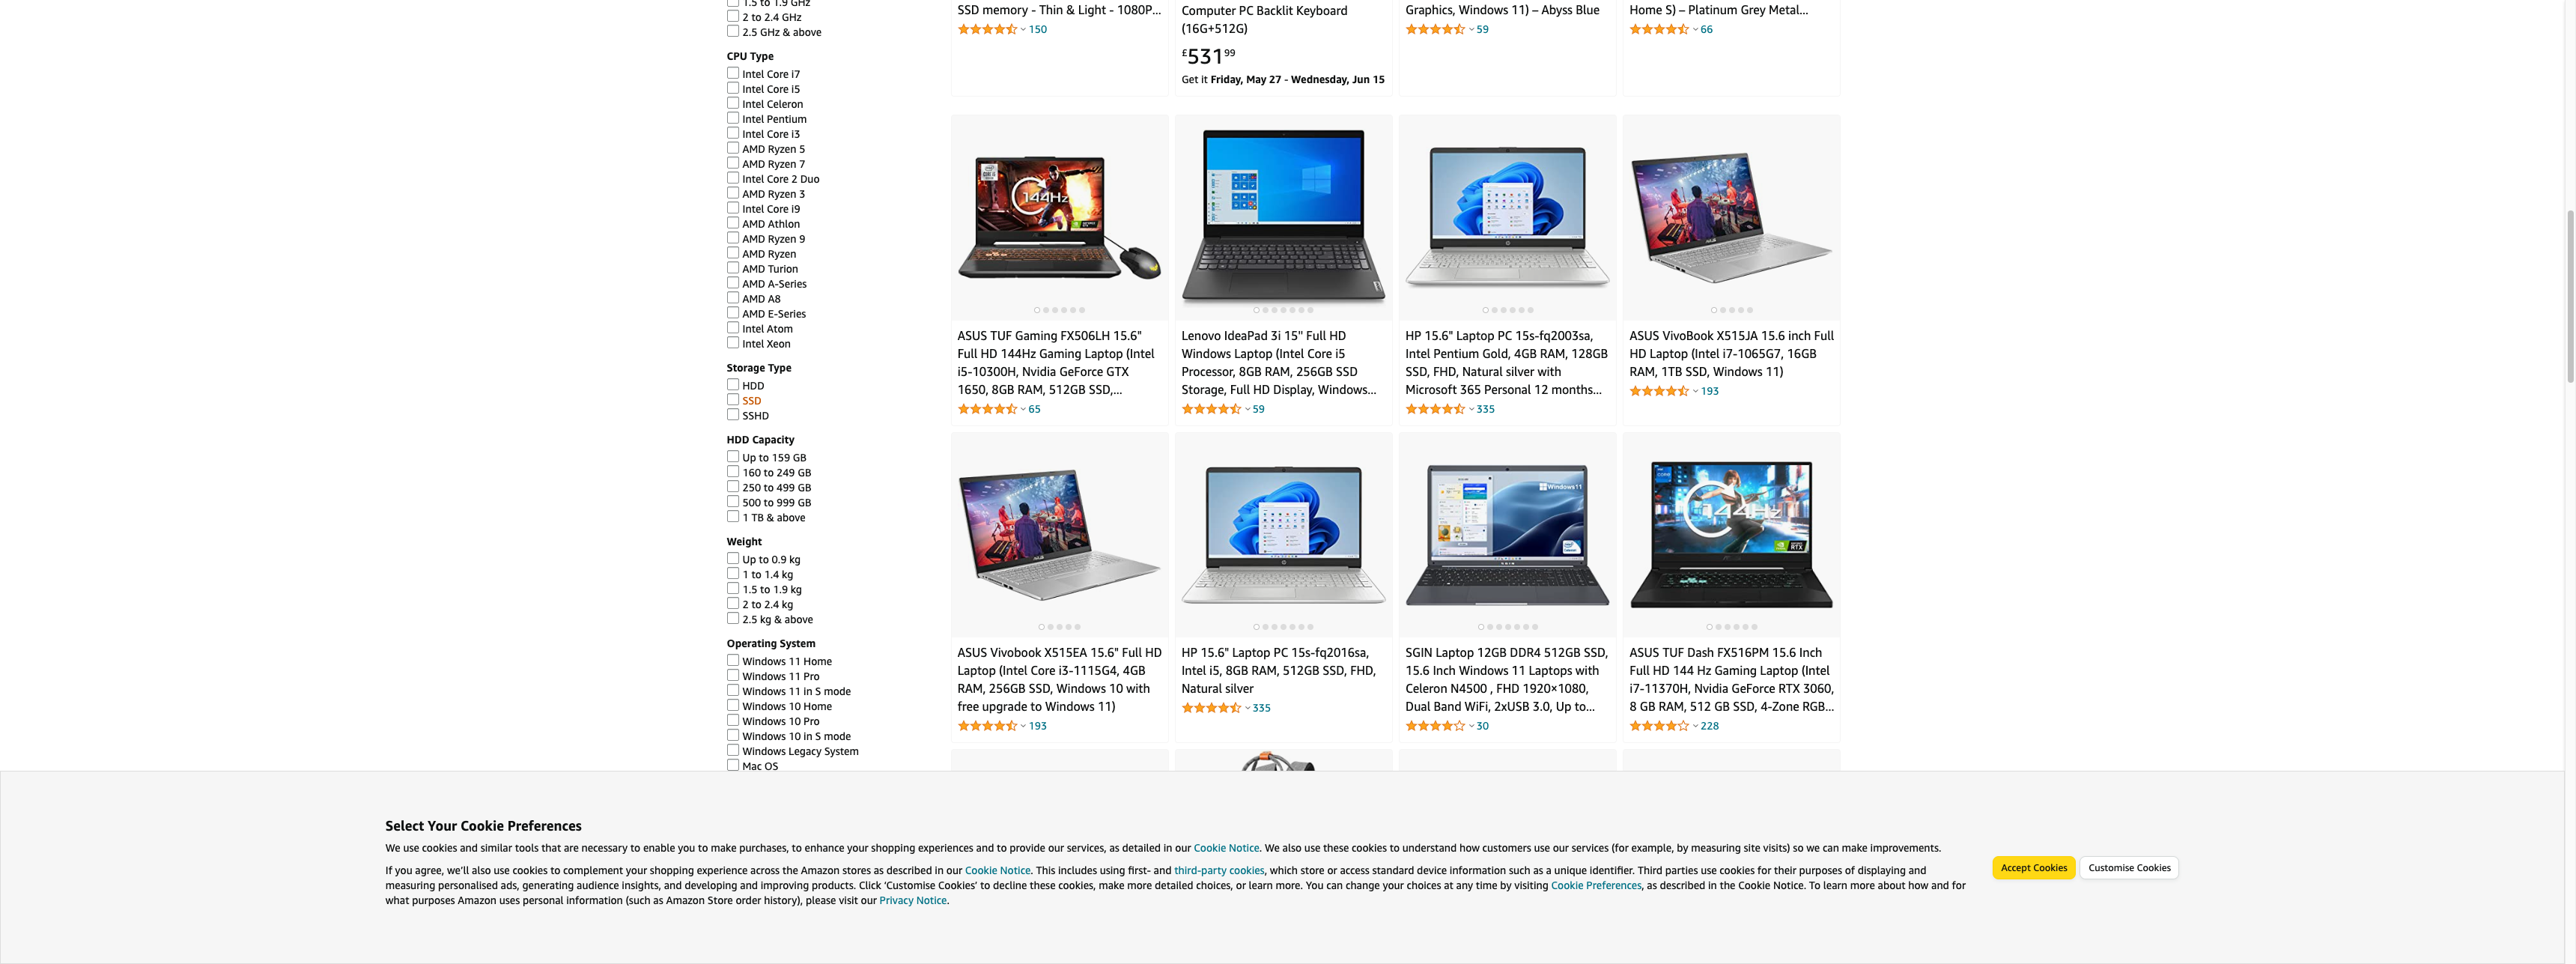 1.5 to 1.9 GHz
2 to 2.4 GHz
2.5 GHz & above
CPU Type
Intel Core i7
Intel Core i5
Intel Celeron
Intel Pentium
Intel Core i3
AMD Ryzen 5
AMD Ryzen 7
Intel Core 2 Duo
AMD Ryzen 3
Intel Core i9
AMD Athlon
AMD Ryzen 9
AMD Ryzen
AMD Turion
AMD A-Series
AMD A8
AMD E-Series
Intel Atom
Intel Xeon
Storage Type
HDD
SSD
SSHD
HDD Capacity
Up to 159 GB
160 to 249 GB
250 to 499 GB
500 to 999 GB
1 TB & above
Weight
Up to 0.9 kg
1 to 1.4 kg
1.5 to 1.9 kg
2 to 2.4 kg
2.5 kg & above
Operating System
Windows 11 Home
Windows 11 Pro
Windows 11 in S mode
Windows 10 Home
Windows 10 Pro
Windows 10 in S mode
Windows Legacy System
Mac OS
SSD memory - Thin & Light - 1080P...
150
Computer PC Backlit Keyboard
(16G+512G)
£531.99
Get it Friday, May 27 - Wednesday, Jun 15
Graphics, Windows 11) – Abyss Blue
59
Home S) – Platinum Grey Metal...
66
144Hz
ASUS TUF Gaming FX506LH 15.6"
Full HD 144Hz Gaming Laptop (Intel
i5-10300H, Nvidia GeForce GTX
1650, 8GB RAM, 512GB SSD,...
65
Lenovo IdeaPad 3i 15" Full HD
Windows Laptop (Intel Core i5
Processor, 8GB RAM, 256GB SSD
Storage, Full HD Display, Windows...
59
HP 15.6" Laptop PC 15s-fq2003sa,
Intel Pentium Gold, 4GB RAM, 128GB
SSD, FHD, Natural silver with
Microsoft 365 Personal 12 months...
335
ASUS VivoBook X515JA 15.6 inch Full
HD Laptop (Intel i7-1065G7, 16GB
RAM, 1TB SSD, Windows 11)
193
ASUS Vivobook X515EA 15.6" Full HD
Laptop (Intel Core i3-1115G4, 4GB
RAM, 256GB SSD, Windows 10 with
free upgrade to Windows 11)
193
HP 15.6" Laptop PC 15s-fq2016sa,
Intel i5, 8GB RAM, 512GB SSD, FHD,
Natural silver
335
Windows11
SGIN Laptop 12GB DDR4 512GB SSD,
15.6 Inch Windows 11 Laptops with
Celeron N4500 , FHD 1920×1080,
Dual Band WiFi, 2xUSB 3.0, Up to...
30
144Hz
RTX
ASUS TUF Dash FX516PM 15.6 Inch
Full HD 144 Hz Gaming Laptop (Intel
i7-11370H, Nvidia GeForce RTX 3060,
8 GB RAM, 512 GB SSD, 4-Zone RGB...
228
Select Your Cookie Preferences
We use cookies and similar tools that are necessary to enable you to make purchases, to enhance your shopping experiences and to provide our services, as detailed in our Cookie Notice. We also use these cookies to understand how customers use our services (for example, by measuring site visits) so we can make improvements.
If you agree, we’ll also use cookies to complement your shopping experience across the Amazon stores as described in our Cookie Notice. This includes using first- and third-party cookies, which store or access standard device information such as a unique identifier. Third parties use cookies for their purposes of displaying and
measuring personalised ads, generating audience insights, and developing and improving products. Click ‘Customise Cookies’ to decline these cookies, make more detailed choices, or learn more. You can change your choices at any time by visiting Cookie Preferences, as described in the Cookie Notice. To learn more about how and for
what purposes Amazon uses personal information (such as Amazon Store order history), please visit our Privacy Notice.
Accept Cookies
Customise Cookies